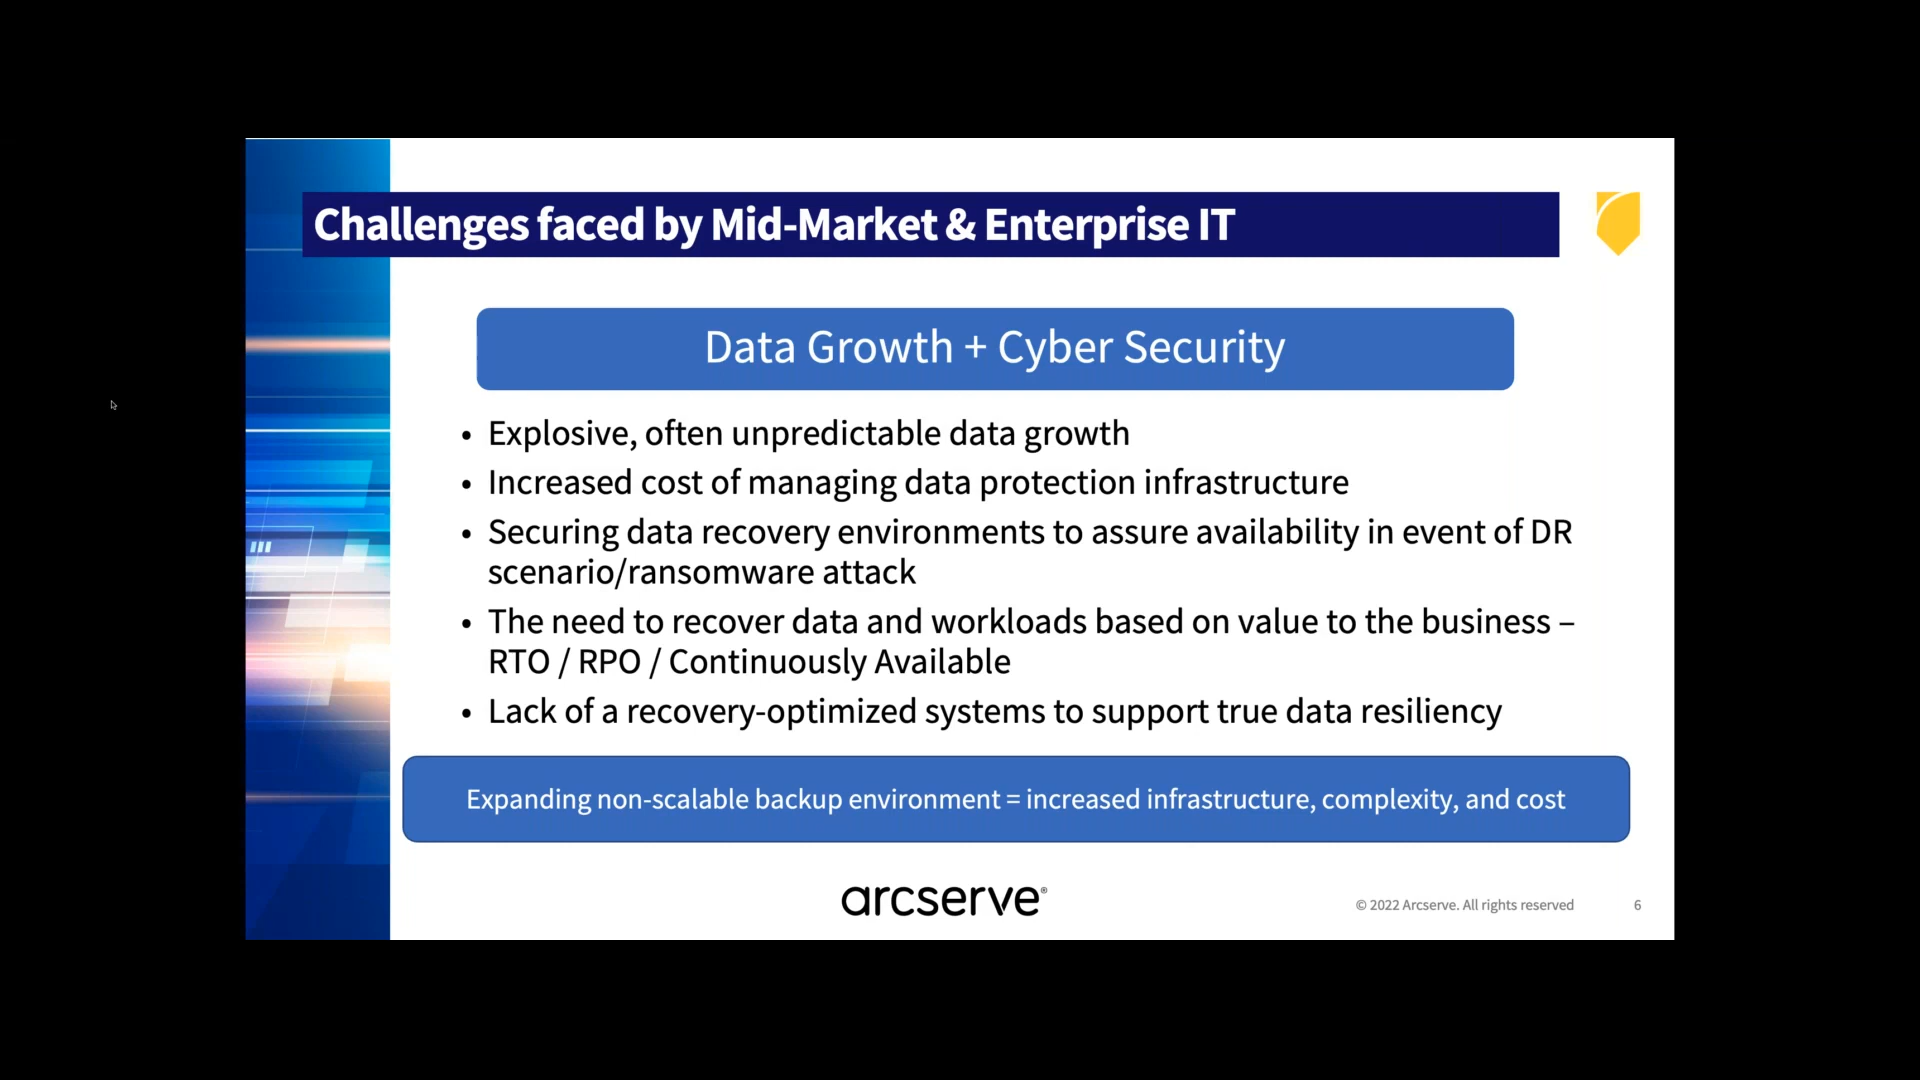 Challenges faced by Mid-Market & Enterprise IT
Data Growth + Cyber Security
• Explosive, often unpredictable data growth
• Increased cost of managing data protection infrastructure
• Securing data recovery environments to assure availability in event of DR
scenario/ransomware attack
• The need to recover data and workloads based on value to the business –
RTO / RPO / Continuously Available
• Lack of a recovery-optimized systems to support true data resiliency
Expanding non-scalable backup environment = increased infrastructure, complexity, and cost
arcserve®
© 2022 Arcserve. All rights reserved
6